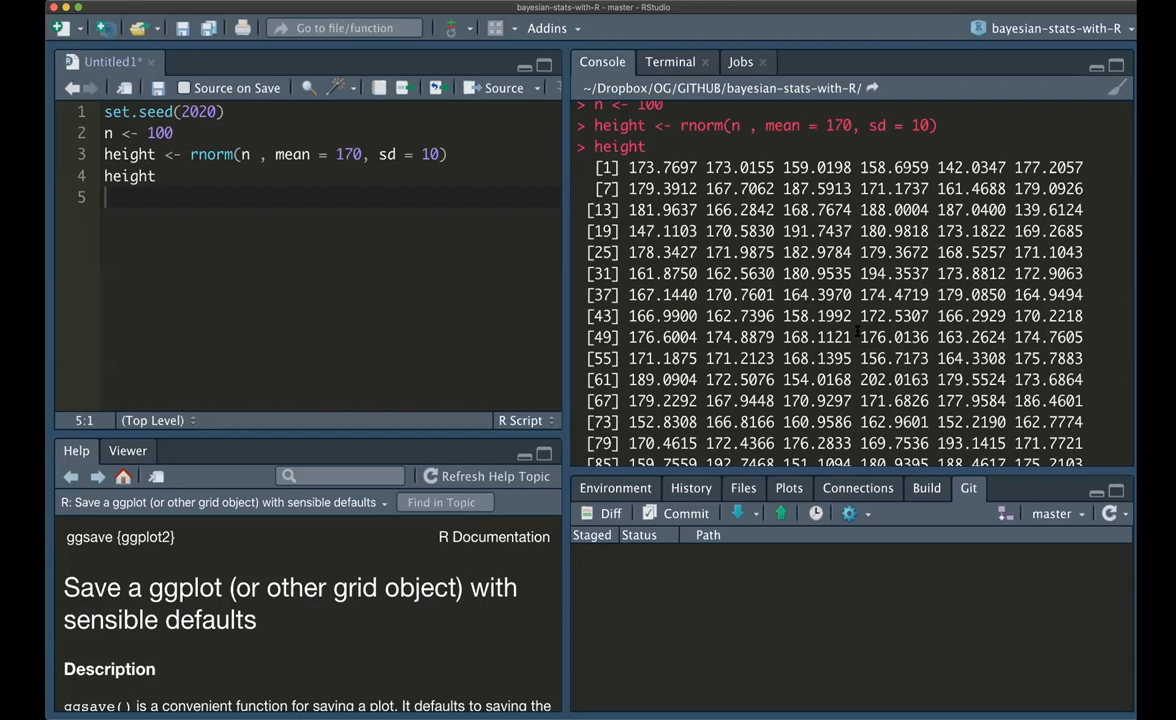 bayesian-stats-with-R - master - RStudio
Go to file/function
Addins
bayesian-stats-with-R
Untitled1*
Source on Save
Source
1 set.seed(2020)
2 n <- 100
3 height <- rnorm(n , mean = 170, sd = 10)
4 height
5
5:1 (Top Level) R Script
Console Terminal Jobs
~/Dropbox/OG/GITHUB/bayesian-stats-with-R/
> n <- 100
> height <- rnorm(n , mean = 170, sd = 10)
> height
[1] 173.7697 173.0155 159.0198 158.6959 142.0347 177.2057
[7] 179.3912 167.7062 187.5913 171.1737 161.4688 179.0926
[13] 181.9637 166.2842 168.7674 188.0004 187.0400 139.6124
[19] 147.1103 170.5830 191.7437 180.9818 173.1822 169.2685
[25] 178.3427 171.9875 182.9784 179.3672 168.5257 171.1043
[31] 161.8750 162.5630 180.9535 194.3537 173.8812 172.9063
[37] 167.1440 170.7601 164.3970 174.4719 179.0850 164.9494
[43] 166.9900 162.7396 158.1992 172.5307 166.2929 170.2218
[49] 176.6004 174.8879 168.1121 176.0136 163.2624 174.7605
[55] 171.1875 171.2123 168.1395 156.7173 164.3308 175.7883
[61] 189.0904 172.5076 154.0168 202.0163 179.5524 173.6864
[67] 179.2292 167.9448 170.9297 171.6826 177.9584 186.4601
[73] 152.8308 166.8166 160.9586 162.9601 152.2190 162.7774
[79] 170.4615 172.4366 176.2833 169.7536 193.1415 171.7721
[85] 159.7559 192.7468 151.1094 180.9395 188.4617 175.2103
Help Viewer
Refresh Help Topic
R: Save a ggplot (or other grid object) with sensible defaults
Find in Topic
ggsave {ggplot2} R Documentation
Save a ggplot (or other grid object) with
sensible defaults
Description
ggsave() is a convenient function for saving a plot. It defaults to saving the
Environment History Files Plots Connections Build Git
Diff Commit master
Staged Status Path